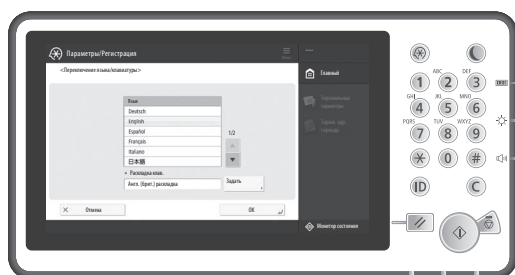 Параметры/Регистрация
<Переключение языка/клавиатуры>
Язык
Deutsch
English
Español
Français
Italiano
日本語
1/2
Раскладка клав.
Англ. (брит.) раскладка
Задать
Отмена
OK
Главный
Персональные
параметры
Монитор состояния
1
ABC
2
DEF
3
GHI
4
JKL
5
MNO
6
PQRS
7
TUV
8
WXYZ
9
0
#
ID
C